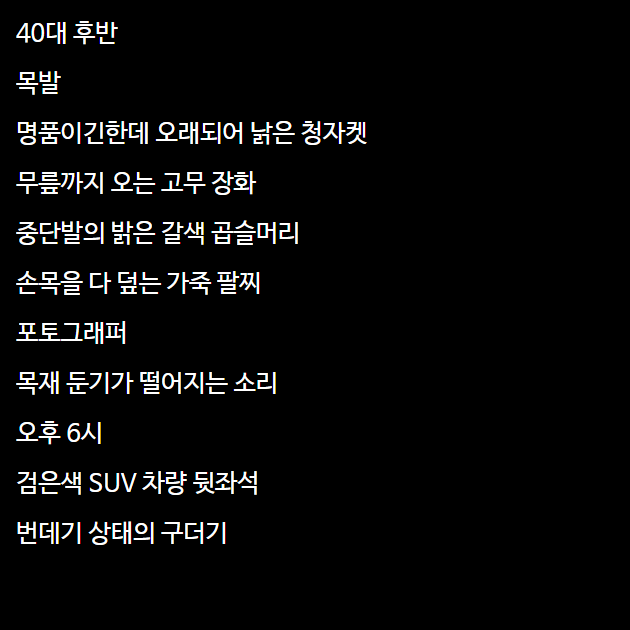 40대 후반
목발
명품이긴한데 오래되어 낡은 청자켓
무릎까지 오는 고무 장화
중단발의 밝은 갈색 곱슬머리
손목을 다 덮는 가죽 팔찌
포토그래퍼
목재 둔기가 떨어지는 소리
오후 6시
검은색 SUV 차량 뒷좌석
번데기 상태의 구더기